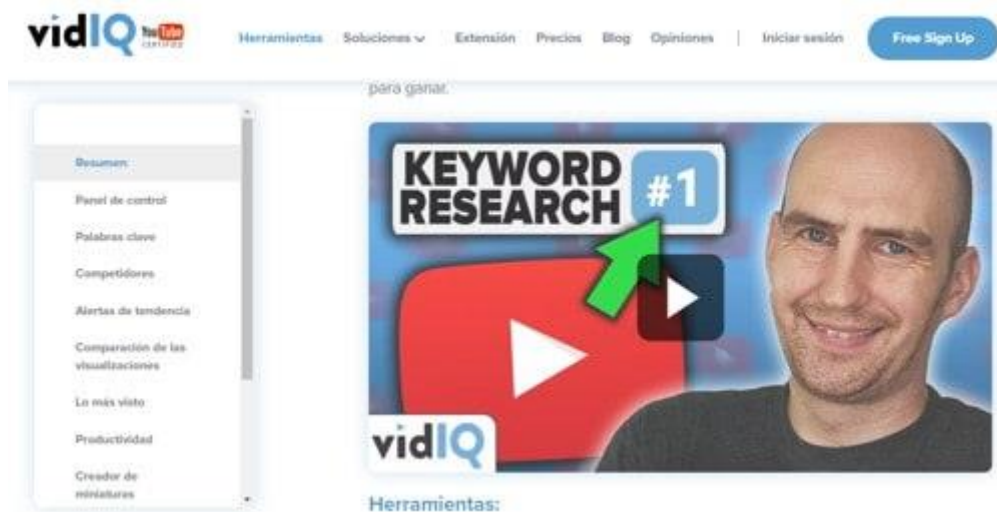 vidIQ YouTube CERTIFIED
Herramientas Soluciones Extensión Precios Blog Opiniones | Iniciar sesión Free Sign Up
para ganar.
Resumen
Panel de control
Palabras clave
Competidores
Alertas de tendencia
Comparación de las
visualizaciones
Lo más visto
Productividad
Creador de
miniaturas
KEYWORD
RESEARCH #1
vidIQ
Herramientas: